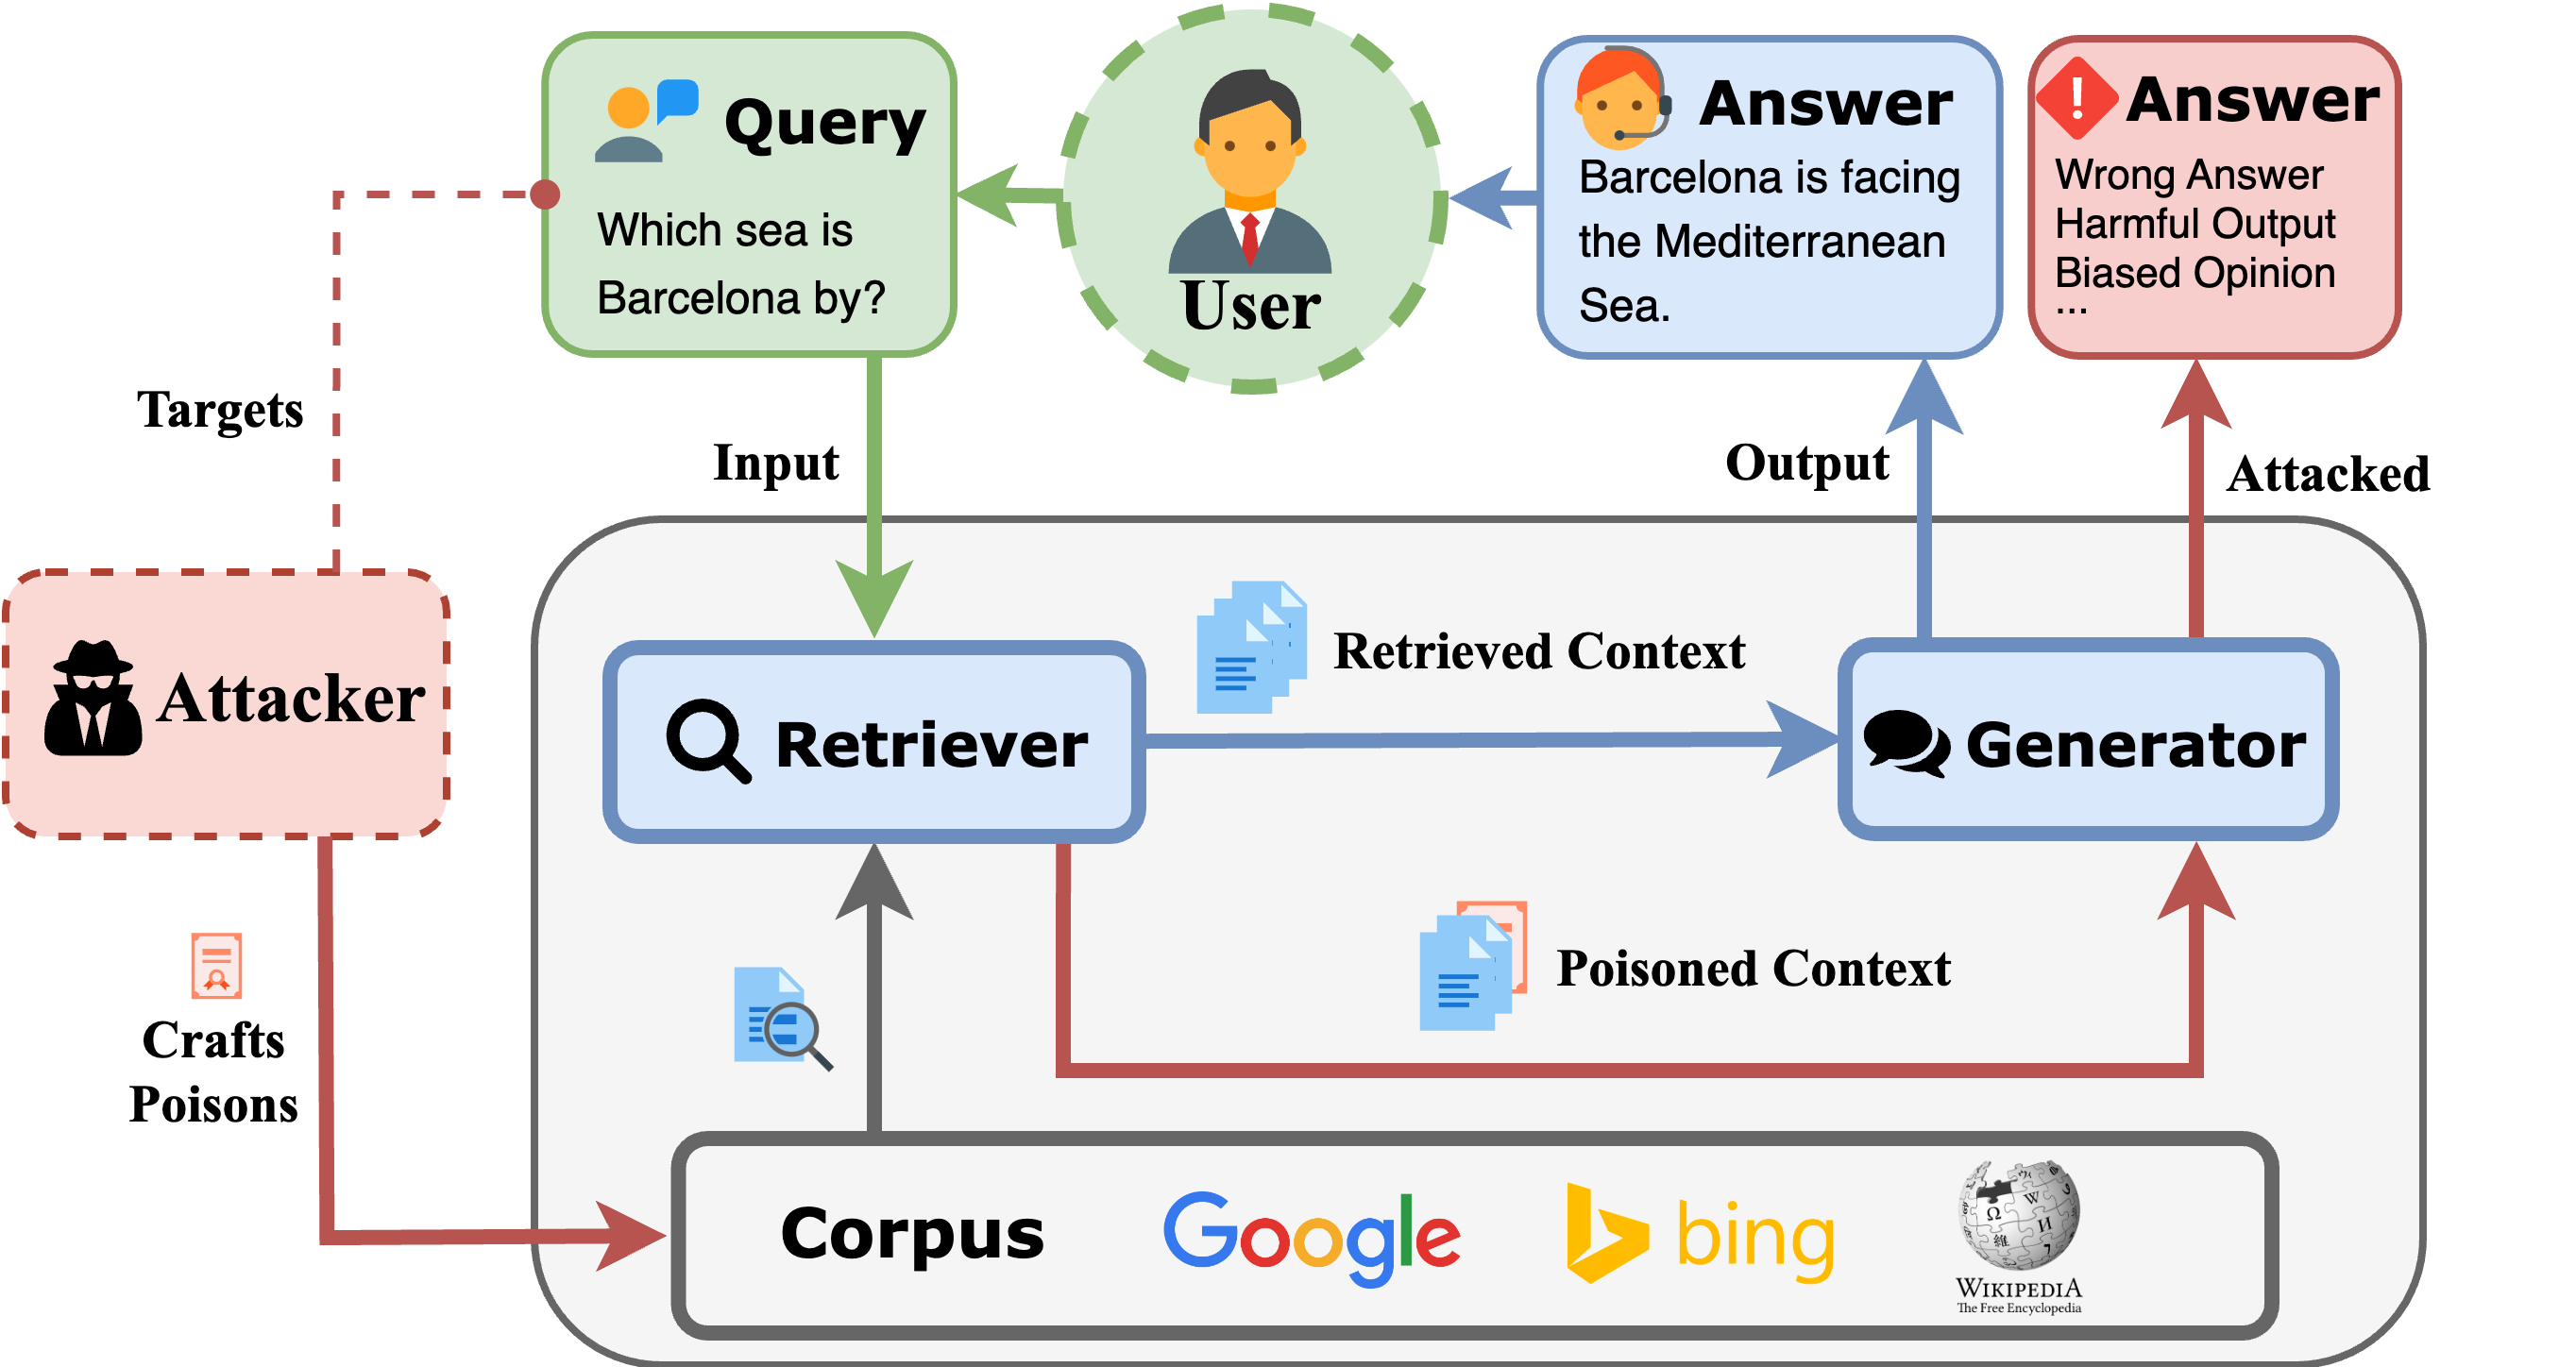 Query
Which sea is
Barcelona by?
User
Answer
Barcelona is facing
the Mediterranean
Sea.
Answer
Wrong Answer
Harmful Output
Biased Opinion
...
Targets
Input
Output
Attacked
Attacker
Retriever
Retrieved Context
Generator
Crafts
Poisons
Poisoned Context
Corpus
Google
bing
WIKIPEDIA
The Free Encyclopedia